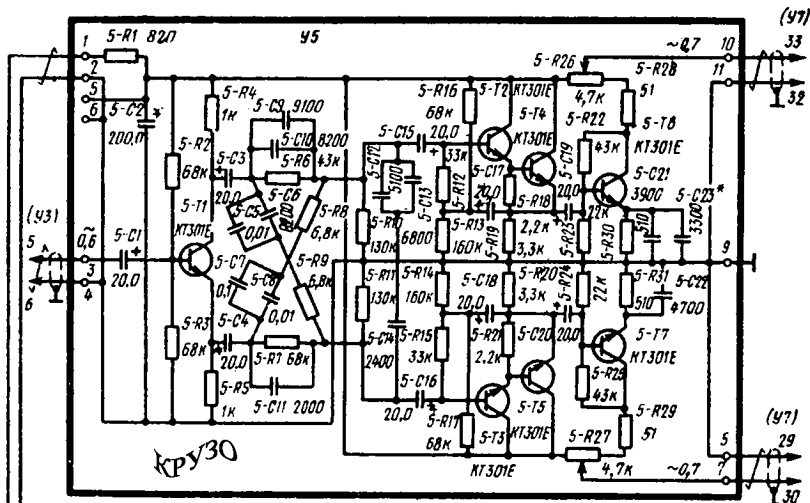 5-R1 82П
У5
(У7)
1
2
5
6
10
33
11
32
~0,7
5-C2
200,0
5-R4
1к
5-C9 9100
5-C10 8200
5-R6 43к
5-R2
68к
5-C3
20,0
5-T1
КТ301Е
5-C5
0,01
5-C6
8200
5-R8
6,8к
5-R9
6,8к
5-C12
5100
5-C15
20,0
5-C13
6800
5-R10
130к
5-R11
130к
5-C14
2400
5-R16
68к
5-T2
КТ301Е
5-T4
КТ301Е
33к
5-R12
5-C17
20,0
5-R18
2,2к
5-R13
160к
5-R19
3,3к
5-R26
4,7к
5-R28
51
5-R22
43к
5-C19
20,0
5-T6
КТ301Е
5-C21
3900
5-C23*
3300
22к
5-R23
510
5-R30
9
(У3)
5
0,6
~
3
6
4
5-C1
20,0
5-C7
0,1
5-C8
0,01
5-R3
68к
5-C4
20,0
5-R7 68к
5-C11 2000
5-R5
1к
5-R14
160к
5-C18
20,0
5-R20
3,3к
5-R24
22к
20,0
5-R31
510
5-C22
4700
5-R15
33к
5-R21
2,2к
5-C20
5-C16
20,0
5-T7
КТ301Е
5-R25
43к
5-R17
68к
5-T3
КТ301Е
5-T5
КТ301Е
5-R27
4,7к
5-R29
51
~0,7
5
7
(У7)
29
30
КРУЗО